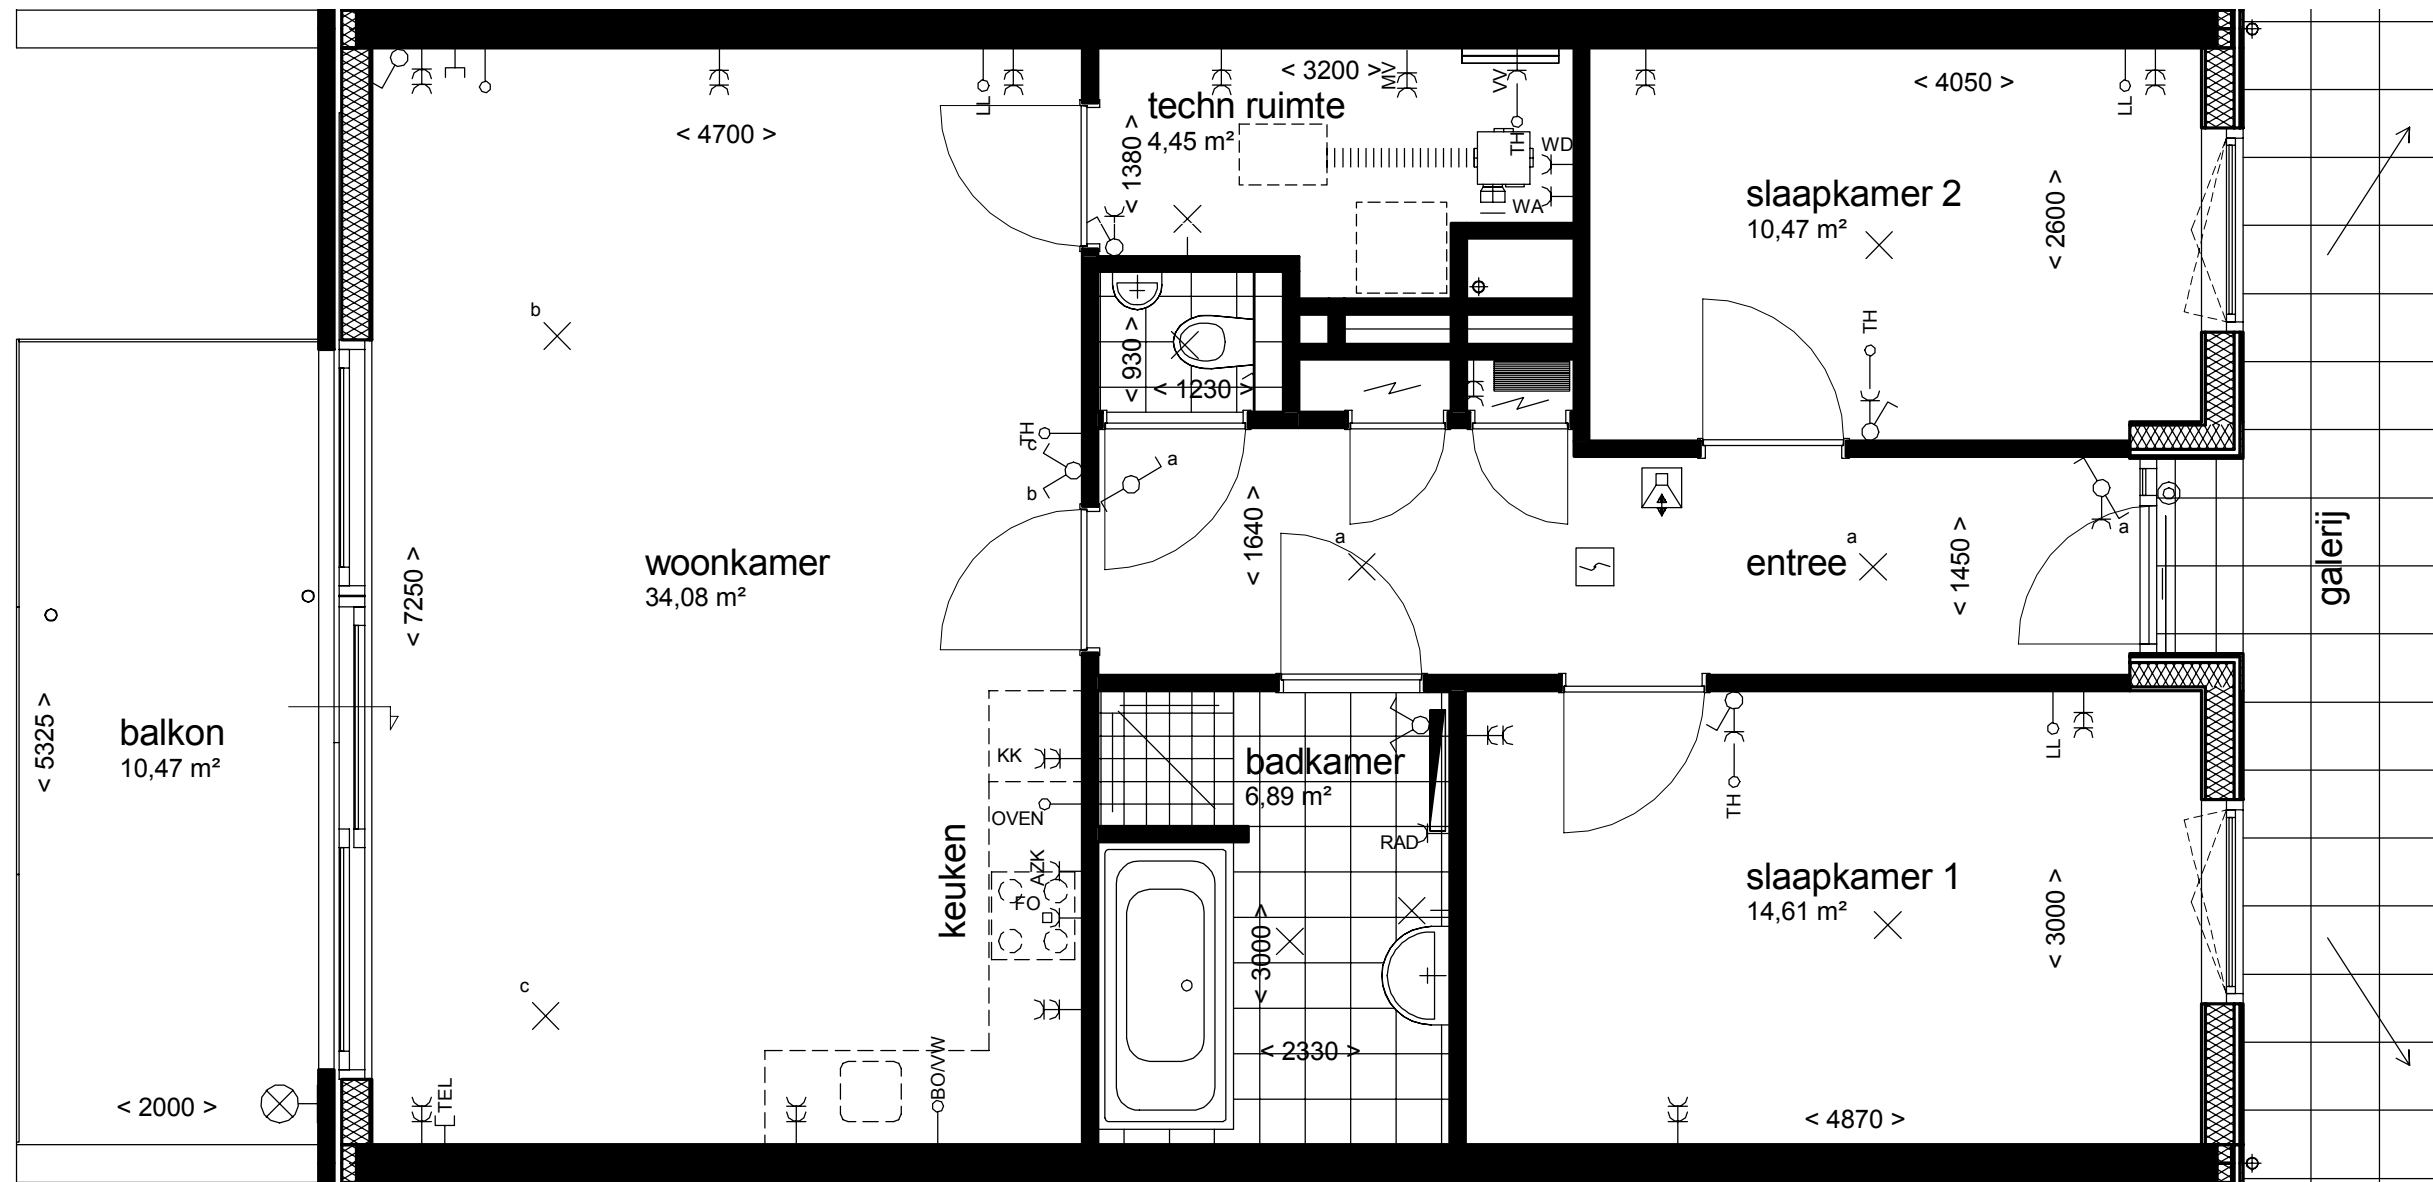 < 3200 >
MV
VV
< 4050 >
LL
LL
techn ruimte
4,45 m²
< 4700 >
< 1380 >
TH
WD
WA
slaapkamer 2
10,47 m²
< 2600 >
b
TH
< 930 >
< 1230 >
TH
c
b
a
< 1640 >
a
a
a
entree
< 1450 >
galerij
woonkamer
34,08 m²
< 7250 >
balkon
10,47 m²
< 5325 >
KK
OVEN
AZK
FO
keuken
badkamer
6,89 m²
RAD
TH
LL
slaapkamer 1
14,61 m²
< 3000 >
< 3000 >
< 2330 >
c
BO/VW
TEL
< 2000 >
< 4870 >